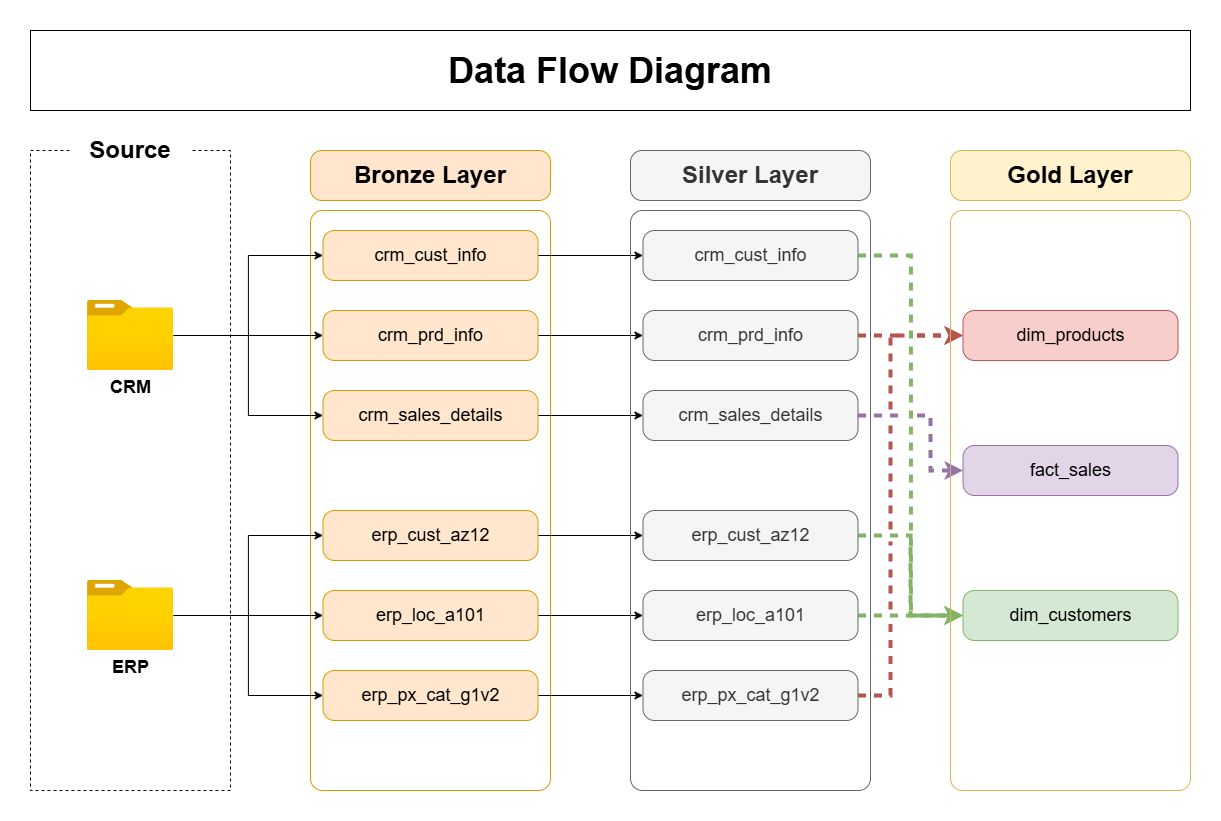 Data Flow Diagram
Source
CRM
ERP
Bronze Layer
crm_cust_info
crm_prd_info
crm_sales_details
erp_cust_az12
erp_loc_a101
erp_px_cat_g1v2
Silver Layer
crm_cust_info
crm_prd_info
crm_sales_details
erp_cust_az12
erp_loc_a101
erp_px_cat_g1v2
Gold Layer
dim_products
fact_sales
dim_customers